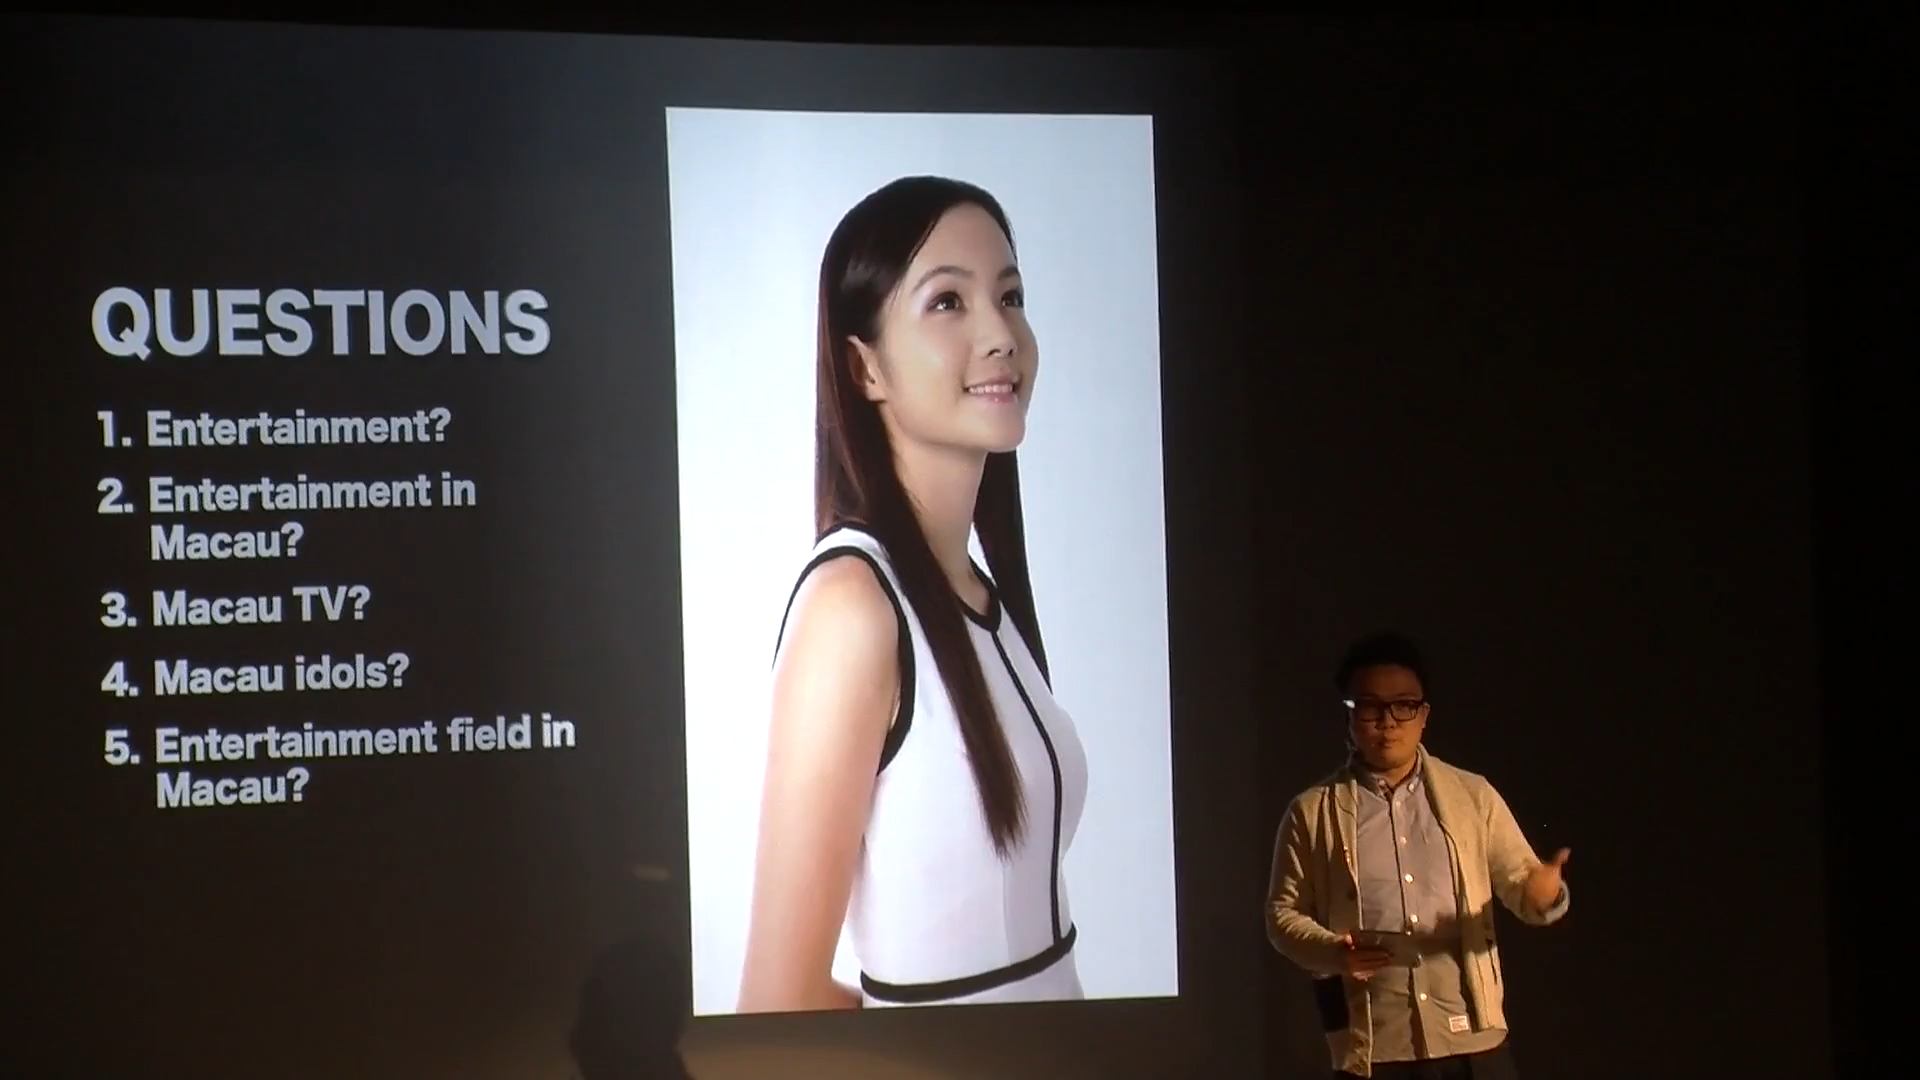 QUESTIONS
1. Entertainment?
2. Entertainment in
Macau?
3. Macau TV?
4. Macau idols?
5. Entertainment field in
Macau?